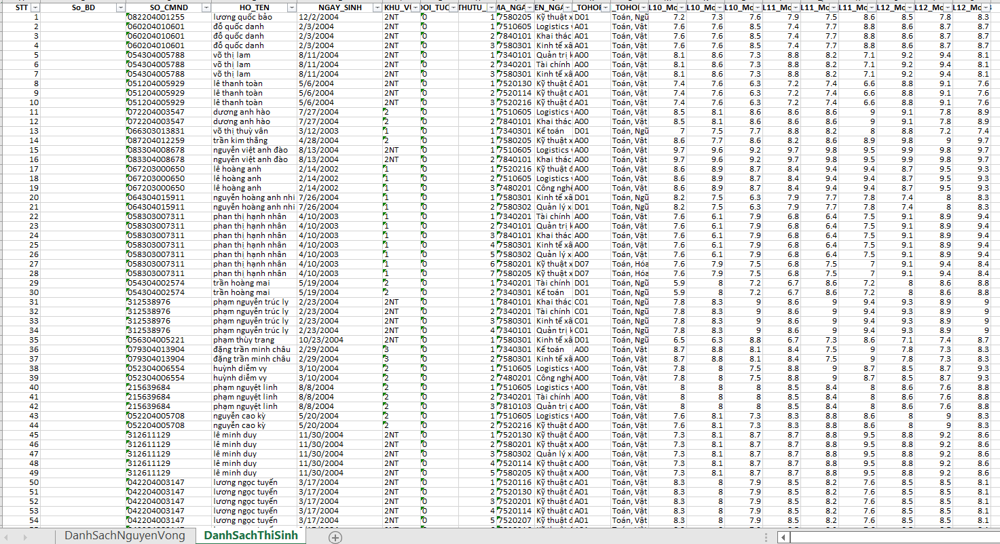 STT So_BD SO_CMND HO_TEN NGAY_SINH KHU_VU THUTU_ _TOHOI _TOHOI L10_Mo L10_Mo L10_Mo L11_Mo L11_Mo L11_Mo L12_Mo L12_Mo L12_Mo
1 082204001255 lương quốc bảo 12/2/2004 2NT 0 1 7580205 Kỹ thuật x D01 Toán, Ngũ 7.2 7.3 7.6 7.9 7.5 8.6 8.5 7.8 8.3
2 060204010601 đỗ quốc danh 2/3/2004 2NT 0 1 7510605 Logistics v A01 Toán, Vật 7.6 7.6 8.5 7.4 7.7 8.8 8.6 8.7 8.7
3 060204010601 đỗ quốc danh 2/3/2004 2NT 0 2 7840101 Khai thác A01 Toán, Vật 7.6 7.6 8.5 7.4 7.7 8.8 8.6 8.7 8.7
4 060204010601 đỗ quốc danh 2/3/2004 2NT 0 3 7580301 Kinh tế xâ A01 Toán, Vật 7.6 7.6 8.5 7.4 7.7 8.8 8.6 8.7 8.7
5 054304005788 võ thị lam 8/11/2004 2NT 0 1 7340101 Quản trị k A00 Toán, Vật 8.1 8.6 7.3 8.8 8.2 7.1 9.2 9.4 8.1
6 054304005788 võ thị lam 8/11/2004 2NT 0 2 7340201 Tài chính A00 Toán, Vật 8.1 8.6 7.3 8.8 8.2 7.1 9.2 9.4 8.1
7 054304005788 võ thị lam 8/11/2004 2NT 0 3 7580301 Kinh tế xâ A00 Toán, Vật 8.1 8.6 7.3 8.8 8.2 7.1 9.2 9.4 8.1
8 051204005929 lê thanh toàn 5/6/2004 2NT 0 1 7520130 Kỹ thuật ô A01 Toán, Vật 7.4 7.6 6.3 7.2 7.4 6.6 8.8 9.1 7.6
9 051204005929 lê thanh toàn 5/6/2004 2NT 0 2 7520114 Kỹ thuật c A01 Toán, Vật 7.4 7.6 6.3 7.2 7.4 6.6 8.8 9.1 7.6
10 051204005929 lê thanh toàn 5/6/2004 2NT 0 3 7520216 Kỹ thuật đ A01 Toán, Vật 7.4 7.6 6.3 7.2 7.4 6.6 8.8 9.1 7.6
11 072204003547 dương anh hào 7/27/2004 2 0 1 7510605 Logistics v A00 Toán, Vật 8.5 8.1 8.6 8.6 8.6 9 9.1 7.8 8.9
12 072204003547 dương anh hào 7/27/2004 2 0 2 7840101 Khai thác A00 Toán, Vật 8.5 8.1 8.6 8.6 8.6 9 9.1 7.8 8.9
13 066303013831 võ thị thuỳ vân 3/12/2003 1 0 1 7340301 Kế toán D01 Toán, Ngũ 7 7.5 7.7 8.8 8.2 8 8.8 7.2 7.4
14 087204012259 trần kim thắng 4/28/2004 2 0 1 7580205 Kỹ thuật x A00 Toán, Vật 8.6 7.7 8.6 8.2 8.6 8.9 9.8 9 9.7
15 083304008678 nguyễn việt anh đào 8/13/2004 2NT 0 1 7510605 Logistics v A00 Toán, Vật 9.7 9.6 9.2 9.7 9.8 9.5 9.9 9.8 9.7
16 083304008678 nguyễn việt anh đào 8/13/2004 2NT 0 2 7840101 Khai thác A00 Toán, Vật 9.7 9.6 9.2 9.7 9.8 9.5 9.9 9.8 9.7
17 067203000650 lê hoàng anh 2/14/2002 1 0 1 7520216 Kỹ thuật đ A00 Toán, Vật 8.6 8.9 8.7 8.4 9.4 9.4 8.7 9.5 9.3
18 067203000650 lê hoàng anh 2/14/2002 1 0 2 7510605 Logistics v A00 Toán, Vật 8.6 8.9 8.7 8.4 9.4 9.4 8.7 9.5 9.3
19 067203000650 lê hoàng anh 2/14/2002 1 0 3 7480201 Công nghệ A00 Toán, Vật 8.6 8.9 8.7 8.4 9.4 9.4 8.7 9.5 9.3
20 064304015911 nguyễn hoàng anh nhi 7/26/2004 1 0 1 7580301 Kinh tế xâ D01 Toán, Ngũ 8.2 7.5 6.3 7.9 7.7 7.8 7.4 8 8.3
21 064304015911 nguyễn hoàng anh nhi 7/26/2004 1 0 2 7580302 Quản lý x D01 Toán, Ngũ 8.2 7.5 6.3 7.9 7.7 7.8 7.4 8 8.3
22 058303007311 phan thị hạnh nhân 4/10/2003 1 0 1 7340201 Tài chính A00 Toán, Vật 7.6 6.1 7.9 6.8 6.4 7.5 9.1 8.9 9.4
23 058303007311 phan thị hạnh nhân 4/10/2003 1 0 2 7340101 Quản trị k A00 Toán, Vật 7.6 6.1 7.9 6.8 6.4 7.5 9.1 8.9 9.4
24 058303007311 phan thị hạnh nhân 4/10/2003 1 0 3 7840101 Khai thác A00 Toán, Vật 7.6 6.1 7.9 6.8 6.4 7.5 9.1 8.9 9.4
25 058303007311 phan thị hạnh nhân 4/10/2003 1 0 4 7580301 Kinh tế xâ A00 Toán, Vật 7.6 6.1 7.9 6.8 6.4 7.5 9.1 8.9 9.4
26 058303007311 phan thị hạnh nhân 4/10/2003 1 0 5 7580302 Quản lý x A00 Toán, Vật 7.6 6.1 7.9 6.8 6.4 7.5 9.1 8.9 9.4
27 058303007311 phan thị hạnh nhân 4/10/2003 1 0 6 7580201 Kỹ thuật x D07 Toán, Hóa 7.6 7.9 7.5 6.8 7.5 7 9.1 9.4 8.4
28 058303007311 phan thị hạnh nhân 4/10/2003 1 0 7 7580205 Kỹ thuật x D07 Toán, Hóa 7.6 7.9 7.5 6.8 7.5 7 9.1 9.4 8.4
29 054304002574 trần hoàng mai 5/19/2004 2 0 1 7340201 Tài chính D01 Toán, Ngũ 5.9 8 7.2 6.7 8.6 7.2 8 8.6 8.8
30 054304002574 trần hoàng mai 5/19/2004 2 0 2 7340301 Kế toán D01 Toán, Ngũ 5.9 8 7.2 6.7 8.6 7.2 8 8.6 8.8
31 312538976 phạm nguyễn trúc ly 2/23/2004 2NT 0 1 7840101 Khai thác C01 Toán, Ngũ 7.8 8.3 9 8.6 9 9.4 9.3 8.9 9
32 312538976 phạm nguyễn trúc ly 2/23/2004 2NT 0 2 7340201 Tài chính C01 Toán, Ngũ 7.8 8.3 9 8.6 9 9.4 9.3 8.9 9
33 312538976 phạm nguyễn trúc ly 2/23/2004 2NT 0 3 7580301 Kinh tế xâ C01 Toán, Ngũ 7.8 8.3 9 8.6 9 9.4 9.3 8.9 9
34 312538976 phạm nguyễn trúc ly 2/23/2004 2NT 0 4 7340101 Quản trị k C01 Toán, Ngũ 7.8 8.3 9 8.6 9 9.4 9.3 8.9 9
35 056304005221 phạm thùy trang 10/23/2004 2NT 0 1 7580301 Kinh tế xâ D01 Toán, Ngũ 6.5 6.3 8.8 6.7 7.3 8.6 7.1 7.4 8.7
36 079304013904 đặng trần minh châu 2/29/2004 3 0 1 7340301 Kế toán A00 Toán, Vật 8.7 8.8 8.1 8.4 7.5 9 7.8 7.3 8.3
37 079304013904 đặng trần minh châu 2/29/2004 3 0 2 7580301 Kinh tế xâ A00 Toán, Vật 8.7 8.8 8.1 8.4 7.5 9 7.8 7.3 8.3
38 052304006554 huỳnh diễm vy 3/10/2004 2 0 1 7510605 Logistics v A00 Toán, Vật 7.8 8 7.5 8.8 9 8.7 8.5 8.7 9.3
39 052304006554 huỳnh diễm vy 3/10/2004 2 0 2 7480201 Công nghệ A00 Toán, Vật 7.8 8 7.5 8.8 9 8.7 8.5 8.7 9.3
40 215639684 phạm nguyệt linh 8/8/2004 2 0 1 7510605 Logistics v A00 Toán, Vật 8 8 8 8.5 8.4 8 8.6 7.6 8.8
41 215639684 phạm nguyệt linh 8/8/2004 2 0 2 7340201 Tài chính A00 Toán, Vật 8 8 8 8.5 8.4 8 8.6 7.6 8.8
42 215639684 phạm nguyệt linh 8/8/2004 2 0 3 7810103 Quản trị d A00 Toán, Vật 8 8 8 8.5 8.4 8 8.6 7.6 8.8
43 052204005708 nguyễn cao kỳ 5/20/2004 2 0 1 7510605 Logistics v A00 Toán, Vật 7.6 8.1 7.3 8.3 8.8 8.6 8 9 8.3
44 052204005708 nguyễn cao kỳ 5/20/2004 2 0 2 7520216 Kỹ thuật đ A00 Toán, Vật 7.6 8.1 7.3 8.3 8.8 8.6 8 9 8.3
45 312611129 lê minh duy 11/30/2004 2NT 0 1 7520130 Kỹ thuật ô A00 Toán, Vật 7.3 8.1 8.7 8.7 8.8 9.5 8.8 9.2 8.6
46 312611129 lê minh duy 11/30/2004 2NT 0 2 7580201 Kỹ thuật x A00 Toán, Vật 7.3 8.1 8.7 8.7 8.8 9.5 8.8 9.2 8.6
47 312611129 lê minh duy 11/30/2004 2NT 0 3 7580302 Quản lý x A00 Toán, Vật 7.3 8.1 8.7 8.7 8.8 9.5 8.8 9.2 8.6
48 312611129 lê minh duy 11/30/2004 2NT 0 4 7520114 Kỹ thuật c A00 Toán, Vật 7.3 8.1 8.7 8.7 8.8 9.5 8.8 9.2 8.6
49 312611129 lê minh duy 11/30/2004 2NT 0 5 7580205 Kỹ thuật x A00 Toán, Vật 7.3 8.1 8.7 8.7 8.8 9.5 8.8 9.2 8.6
50 042204003147 lương ngọc tuyến 3/17/2004 2NT 0 1 7520116 Kỹ thuật c A01 Toán, Vật 8.3 8 7.9 8.5 8.2 7.6 8.5 8.5 8.1
51 042204003147 lương ngọc tuyến 3/17/2004 2NT 0 2 7520130 Kỹ thuật ô A01 Toán, Vật 8.3 8 7.9 8.5 8.2 7.6 8.5 8.5 8.1
52 042204003147 lương ngọc tuyến 3/17/2004 2NT 0 3 7520201 Kỹ thuật đ A01 Toán, Vật 8.3 8 7.9 8.5 8.2 7.6 8.5 8.5 8.1
53 042204003147 lương ngọc tuyến 3/17/2004 2NT 0 4 7520114 Kỹ thuật c A01 Toán, Vật 8.3 8 7.9 8.5 8.2 7.6 8.5 8.5 8.1
54 042204003147 lương ngọc tuyến 3/17/2004 2NT 0 5 7520207 Kỹ thuật đ A01 Toán, Vật 8.3 8 7.9 8.5 8.2 7.6 8.5 8.5 8.1
DanhSachNguyenVong DanhSachThiSinh